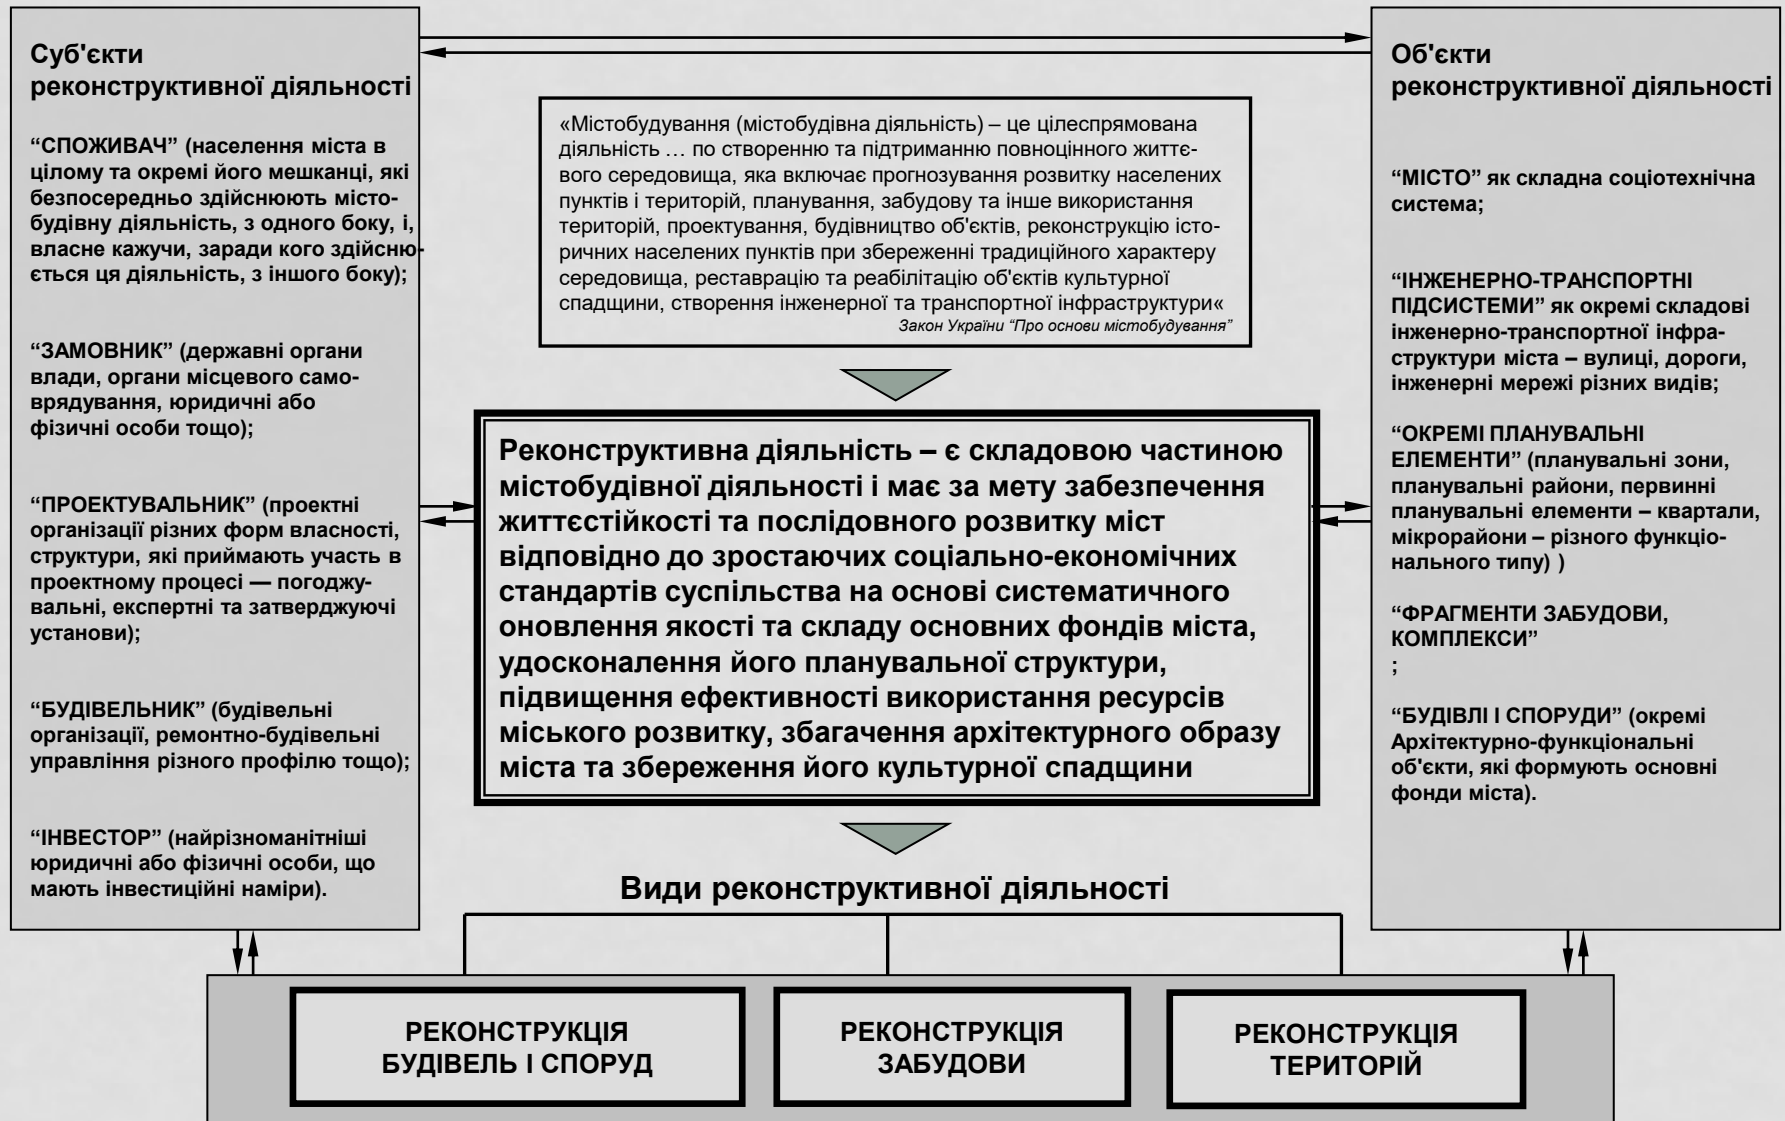 Суб'єкти
реконструктивної діяльності
“СПОЖИВАЧ” (населення міста в
цілому та окремі його мешканці, які
безпосередньо здійснюють місто-
будівну діяльність, з одного боку, і,
власне кажучи, заради кого здійсню-
ється ця діяльність, з іншого боку);
“ЗАМОВНИК” (державні органи
влади, органи місцевого само-
врядування, юридичні або
фізичні особи тощо);
“ПРОЕКТУВАЛЬНИК” (проектні
організації різних форм власності,
структури, які приймають участь в
проектному процесі — погоджу-
вальні, експертні та затверджуючі
установи);
“БУДІВЕЛЬНИК” (будівельні
організації, ремонтно-будівельні
управління різного профілю тощо);
“ІНВЕСТОР” (найрізноманітніші
юридичні або фізичні особи, що
мають інвестиційні наміри).
«Містобудування (містобудівна діяльність) – це цілеспрямована
діяльність … по створенню та підтриманню повноцінного життє-
вого середовища, яка включає прогнозування розвитку населених
пунктів і територій, планування, забудову та інше використання
територій, проектування, будівництво об'єктів, реконструкцію істо-
ричних населених пунктів при збереженні традиційного характеру
середовища, реставрацію та реабілітацію об'єктів культурної
спадщини, створення інженерної та транспортної інфраструктури«
Закон України “Про основи містобудування”
Реконструктивна діяльність – є складовою частиною
містобудівної діяльності і має за мету забезпечення
життєстійкості та послідовного розвитку міст
відповідно до зростаючих соціально-економічних
стандартів суспільства на основі систематичного
оновлення якості та складу основних фондів міста,
удосконалення його планувальної структури,
підвищення ефективності використання ресурсів
міського розвитку, збагачення архітектурного образу
міста та збереження його культурної спадщини
Об'єкти
реконструктивної діяльності
“МІСТО” як складна соціотехнічна
система;
“ІНЖЕНЕРНО-ТРАНСПОРТНІ
ПІДСИСТЕМИ” як окремі складові
інженерно-транспортної інфра-
структури міста – вулиці, дороги,
інженерні мережі різних видів;
“ОКРЕМІ ПЛАНУВАЛЬНІ
ЕЛЕМЕНТИ” (планувальні зони,
планувальні райони, первинні
планувальні елементи – квартали,
мікрорайони – різного функціо-
нального типу) )
“ФРАГМЕНТИ ЗАБУДОВИ,
КОМПЛЕКСИ”
;
“БУДІВЛІ І СПОРУДИ” (окремі
Архітектурно-функціональні
об'єкти, які формують основні
фонди міста).
Види реконструктивної діяльності
РЕКОНСТРУКЦІЯ
БУДІВЕЛЬ І СПОРУД
РЕКОНСТРУКЦІЯ
ЗАБУДОВИ
РЕКОНСТРУКЦІЯ
ТЕРИТОРІЙ